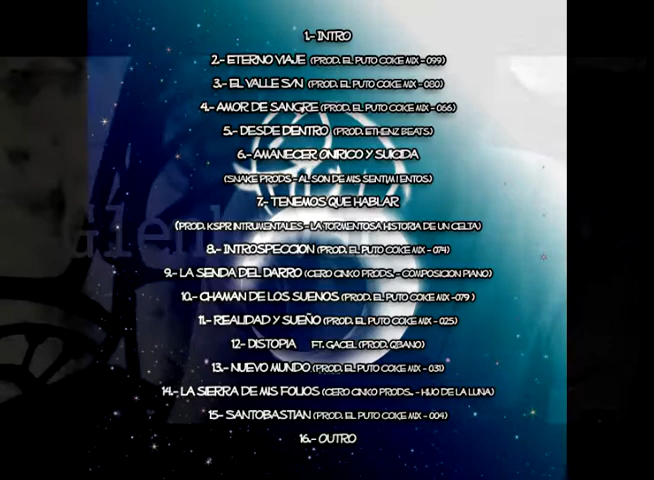 1.- INTRO
2.- ETERNO VIAJE (PROD. EL PUTO COKE MIX - 099)
3.- EL VALLE S/N (PROD. EL PUTO COKE MIX - 080)
4.- AMOR DE SANGRE (PROD. EL PUTO COKE MIX - 066)
5.- DESDE DENTRO (PROD. ETHENZ BEATS)
6.- AMANECER ONIRICO Y SUICIDA
(SNAKE PRODS - AL SON DE MIS SENTIMIENTOS)
7.- TENEMOS QUE HABLAR
(PROD. KSPR INTRUMENTALES - LA TORMENTOSA HISTORIA DE UN CELTA)
8.- INTROSPECCION (PROD. EL PUTO COKE MIX - 074)
9.- LA SENDA DEL DARRO (CERO CINKO PRODS. - COMPOSICION PIANO)
10.- CHAMAN DE LOS SUENOS (PROD. EL PUTO COKE MIX -079 )
11.- REALIDAD Y SUEÑO (PROD. EL PUTO COKE MIX - 025)
12.- DISTOPIA FT. GACEL (PROD. QBANO)
13.- NUEVO MUNDO (PROD. EL PUTO COKE MIX - 031)
14.- LA SIERRA DE MIS FOLIOS (CERO CINKO PRODS.. - HIJO DE LA LUNA)
15.- SANTOBASTIAN (PROD. EL PUTO COKE MIX - 004)
16.- OUTRO